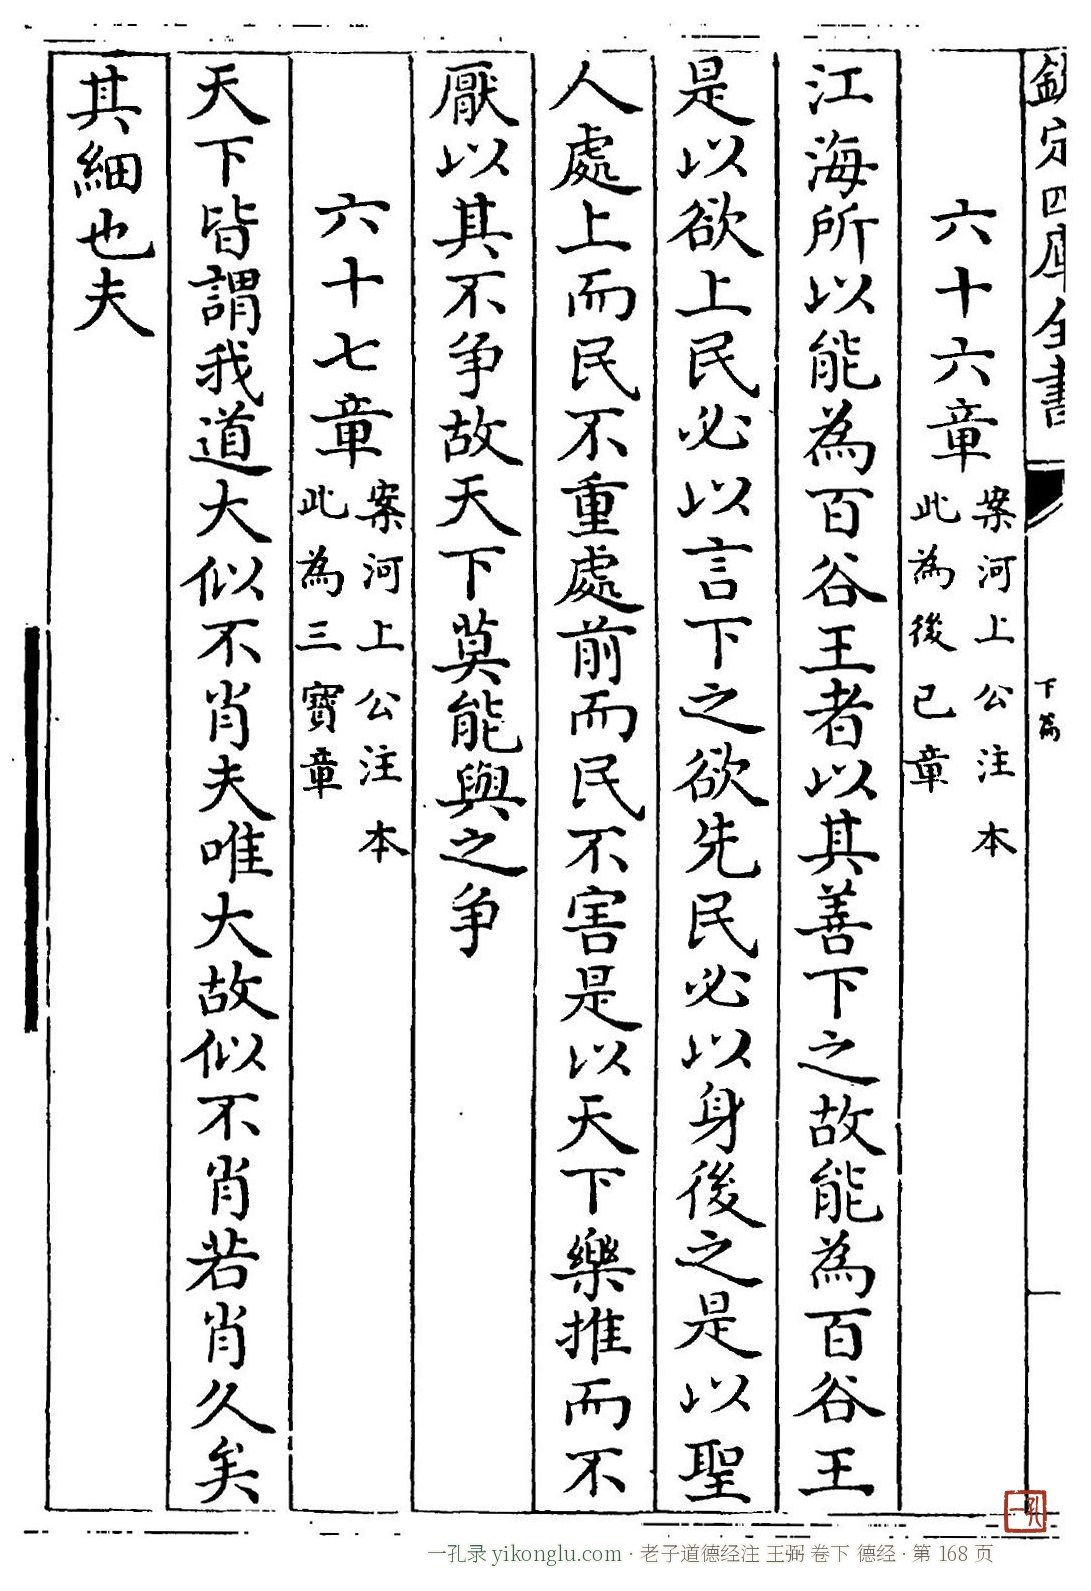 欽定四庫全書
下篇
六十六章案河上公注本
此為後已章
江海所以能為百谷王者以其善下之故能為百谷王
是以欲上民必以言下之欲先民必以身後之是以聖
人處上而民不重處前而民不害是以天下樂推而不
厭以其不争故天下莫能與之争
六十七章案河上公注本
此為三寶章
天下皆謂我道大似不肖夫唯大故似不肖若肖久矣
其細也夫
一孔
一孔录 yikonglu.com · 老子道德经注 王弼 卷下 德经 · 第 168 页